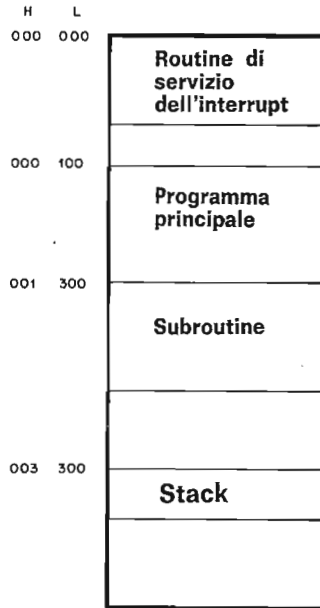 H L
000 000
Routine di
servizio
dell'interrupt
000 100
Programma
principale
001 300
Subroutine
003 300
Stack